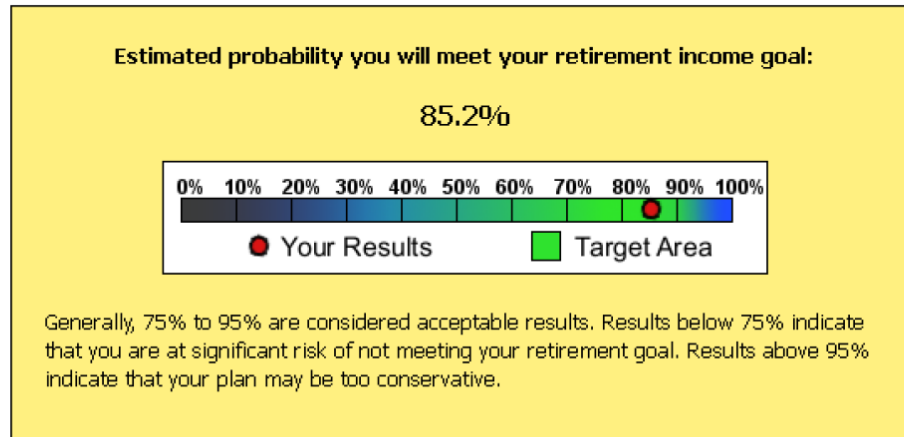 Estimated probability you will meet your retirement income goal:
85.2%
0% 10% 20% 30% 40% 50% 60% 70% 80% 90% 100%
Your Results Target Area
Generally, 75% to 95% are considered acceptable results. Results below 75% indicate
that you are at significant risk of not meeting your retirement goal. Results above 95%
indicate that your plan may be too conservative.